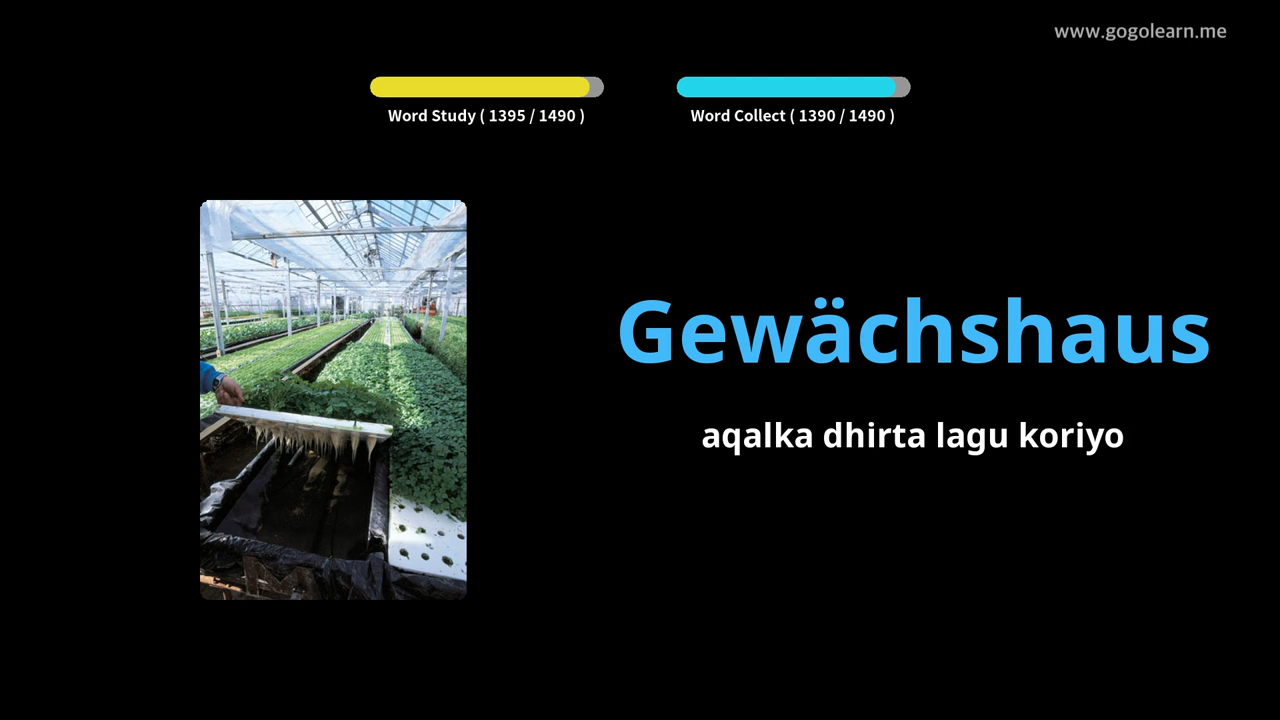 www.gogolearn.me
Word Study ( 1395 / 1490 )
Word Collect ( 1390 / 1490 )
Gewächshaus
aqalka dhirta lagu koriyo